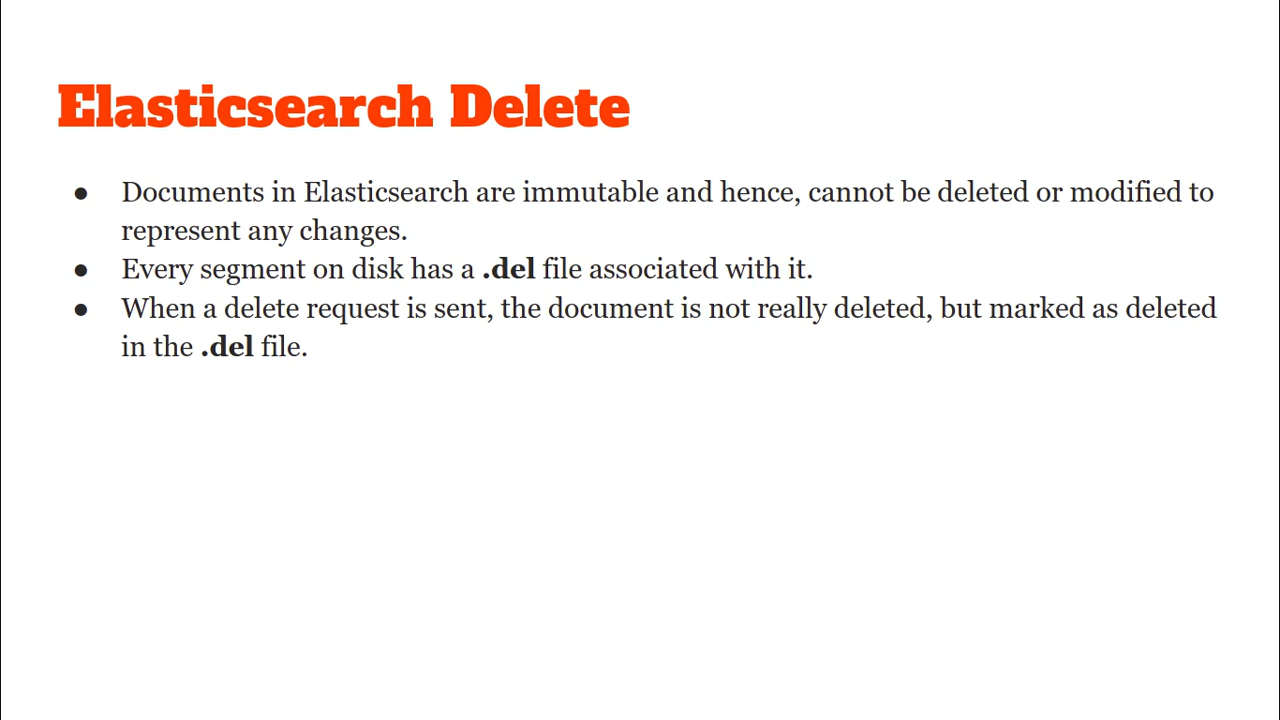 Elasticsearch Delete
● Documents in Elasticsearch are immutable and hence, cannot be deleted or modified to
represent any changes.
● Every segment on disk has a .del file associated with it.
● When a delete request is sent, the document is not really deleted, but marked as deleted
in the .del file.